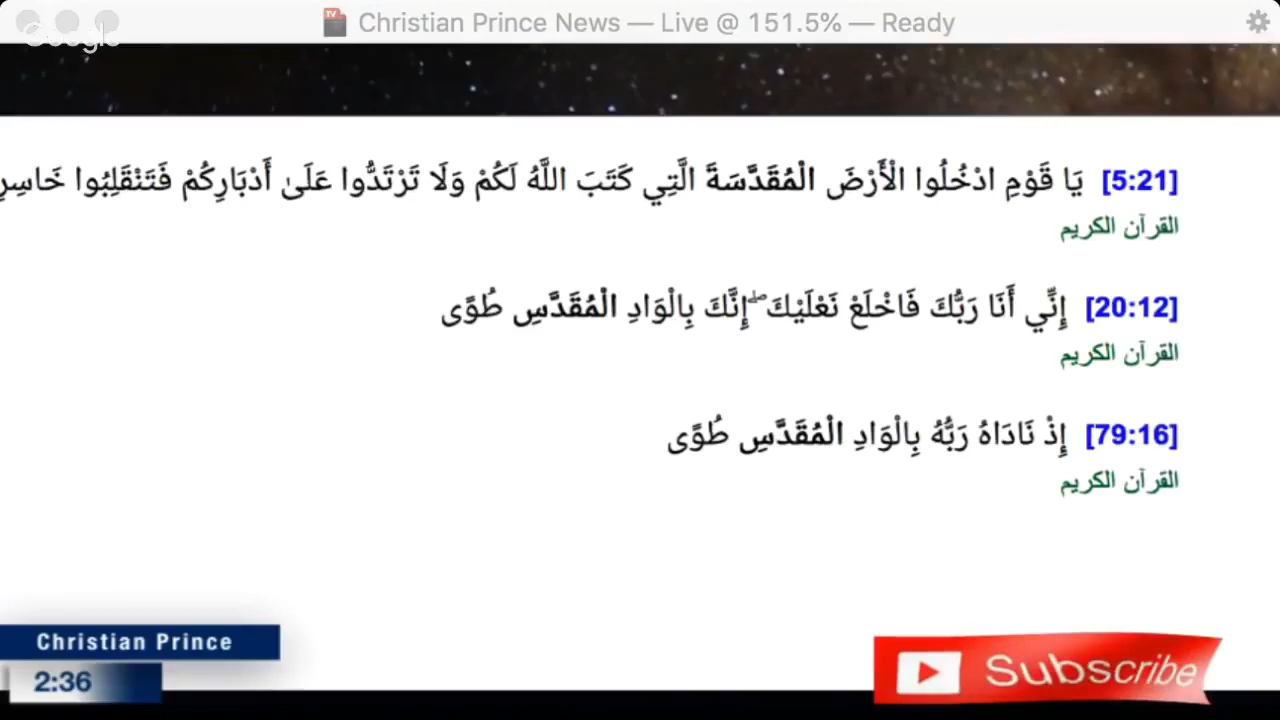 Christian Prince News — Live @ 151.5% — Ready
Google
[5:21] يَا قَوْمِ ادْخُلُوا الْأَرْضَ الْمُقَدَّسَةَ الَّتِي كَتَبَ اللَّهُ لَكُمْ وَلَا تَرْتَدُّوا عَلَىٰ أَدْبَارِكُمْ فَتَنْقَلِبُوا
القرآن الكريم
[20:12] إِنِّي أَنَا رَبُّكَ فَاخْلَعْ نَعْلَيْكَ ۖ إِنَّكَ بِالْوَادِ الْمُقَدَّسِ طُوًى
القرآن الكريم
[79:16] إِذْ نَادَاهُ رَبُّهُ بِالْوَادِ الْمُقَدَّسِ طُوًى
القرآن الكريم
Christian Prince
2:36
Subscribe